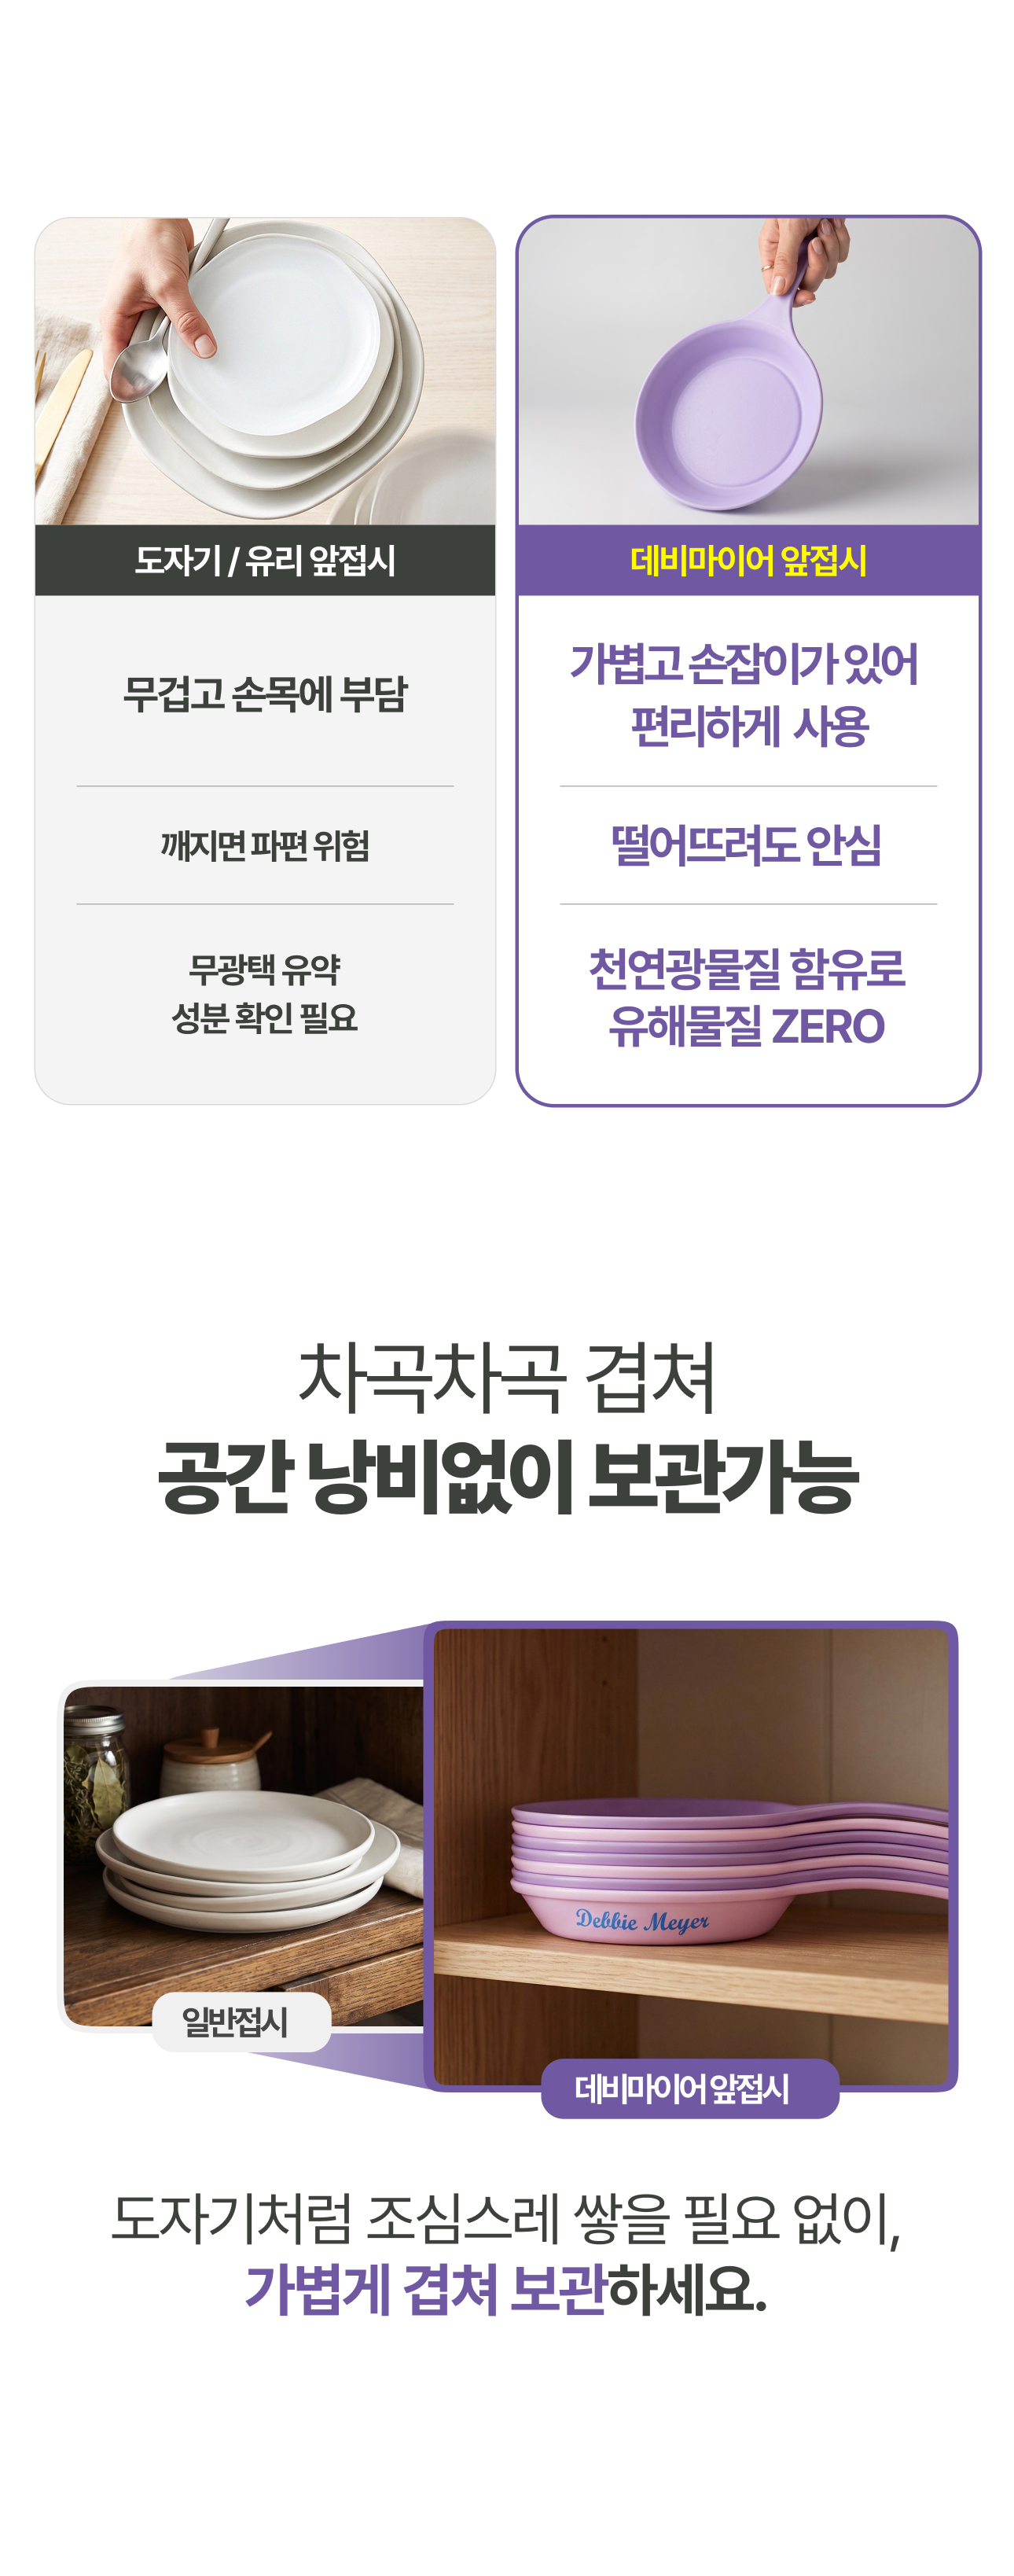 도자기 / 유리 앞접시
무겁고 손목에 부담
깨지면 파편 위험
무광택 유약
성분 확인 필요
데비마이어 앞접시
가볍고 손잡이가 있어
편리하게 사용
떨어뜨려도 안심
천연광물질 함유로
유해물질 ZERO
차곡차곡 겹쳐
공간 낭비없이 보관가능
Debbie Meyer
일반접시
데비마이어 앞접시
도자기처럼 조심스레 쌓을 필요 없이,
가볍게 겹쳐 보관하세요.